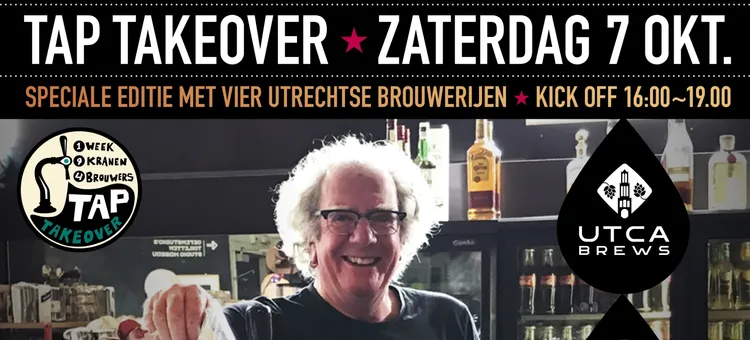 TAP TAKEOVER ★ ZATERDAG 7 OKT.
SPECIALE EDITIE MET VIER UTRECHTSE BROUWERIJEN ★ KICK OFF 16:00~19.00
1 WEEK
9 KRANEN
4 BROUWERS
TAP
TAKEOVER
UTCA
BREWS